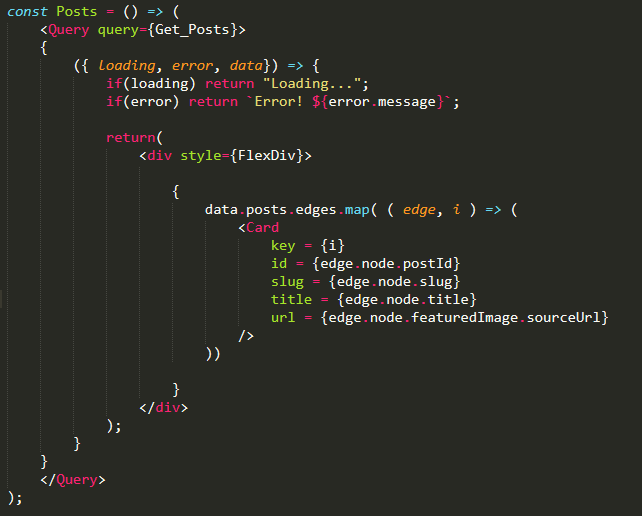 const Posts = () => (
    <Query query={Get_Posts}>
    {
        ({ loading, error, data}) => {
            if(loading) return "Loading...";
            if(error) return `Error! ${error.message}`;

            return(
                <div style={FlexDiv}>

                    {
                        data.posts.edges.map( ( edge, i ) => (
                            <Card
                                key = {i}
                                id = {edge.node.postId}
                                slug = {edge.node.slug}
                                title = {edge.node.title}
                                url = {edge.node.featuredImage.sourceUrl}
                            />
                        ))

                    }
                </div>
            );
        }
    }
    </Query>
);